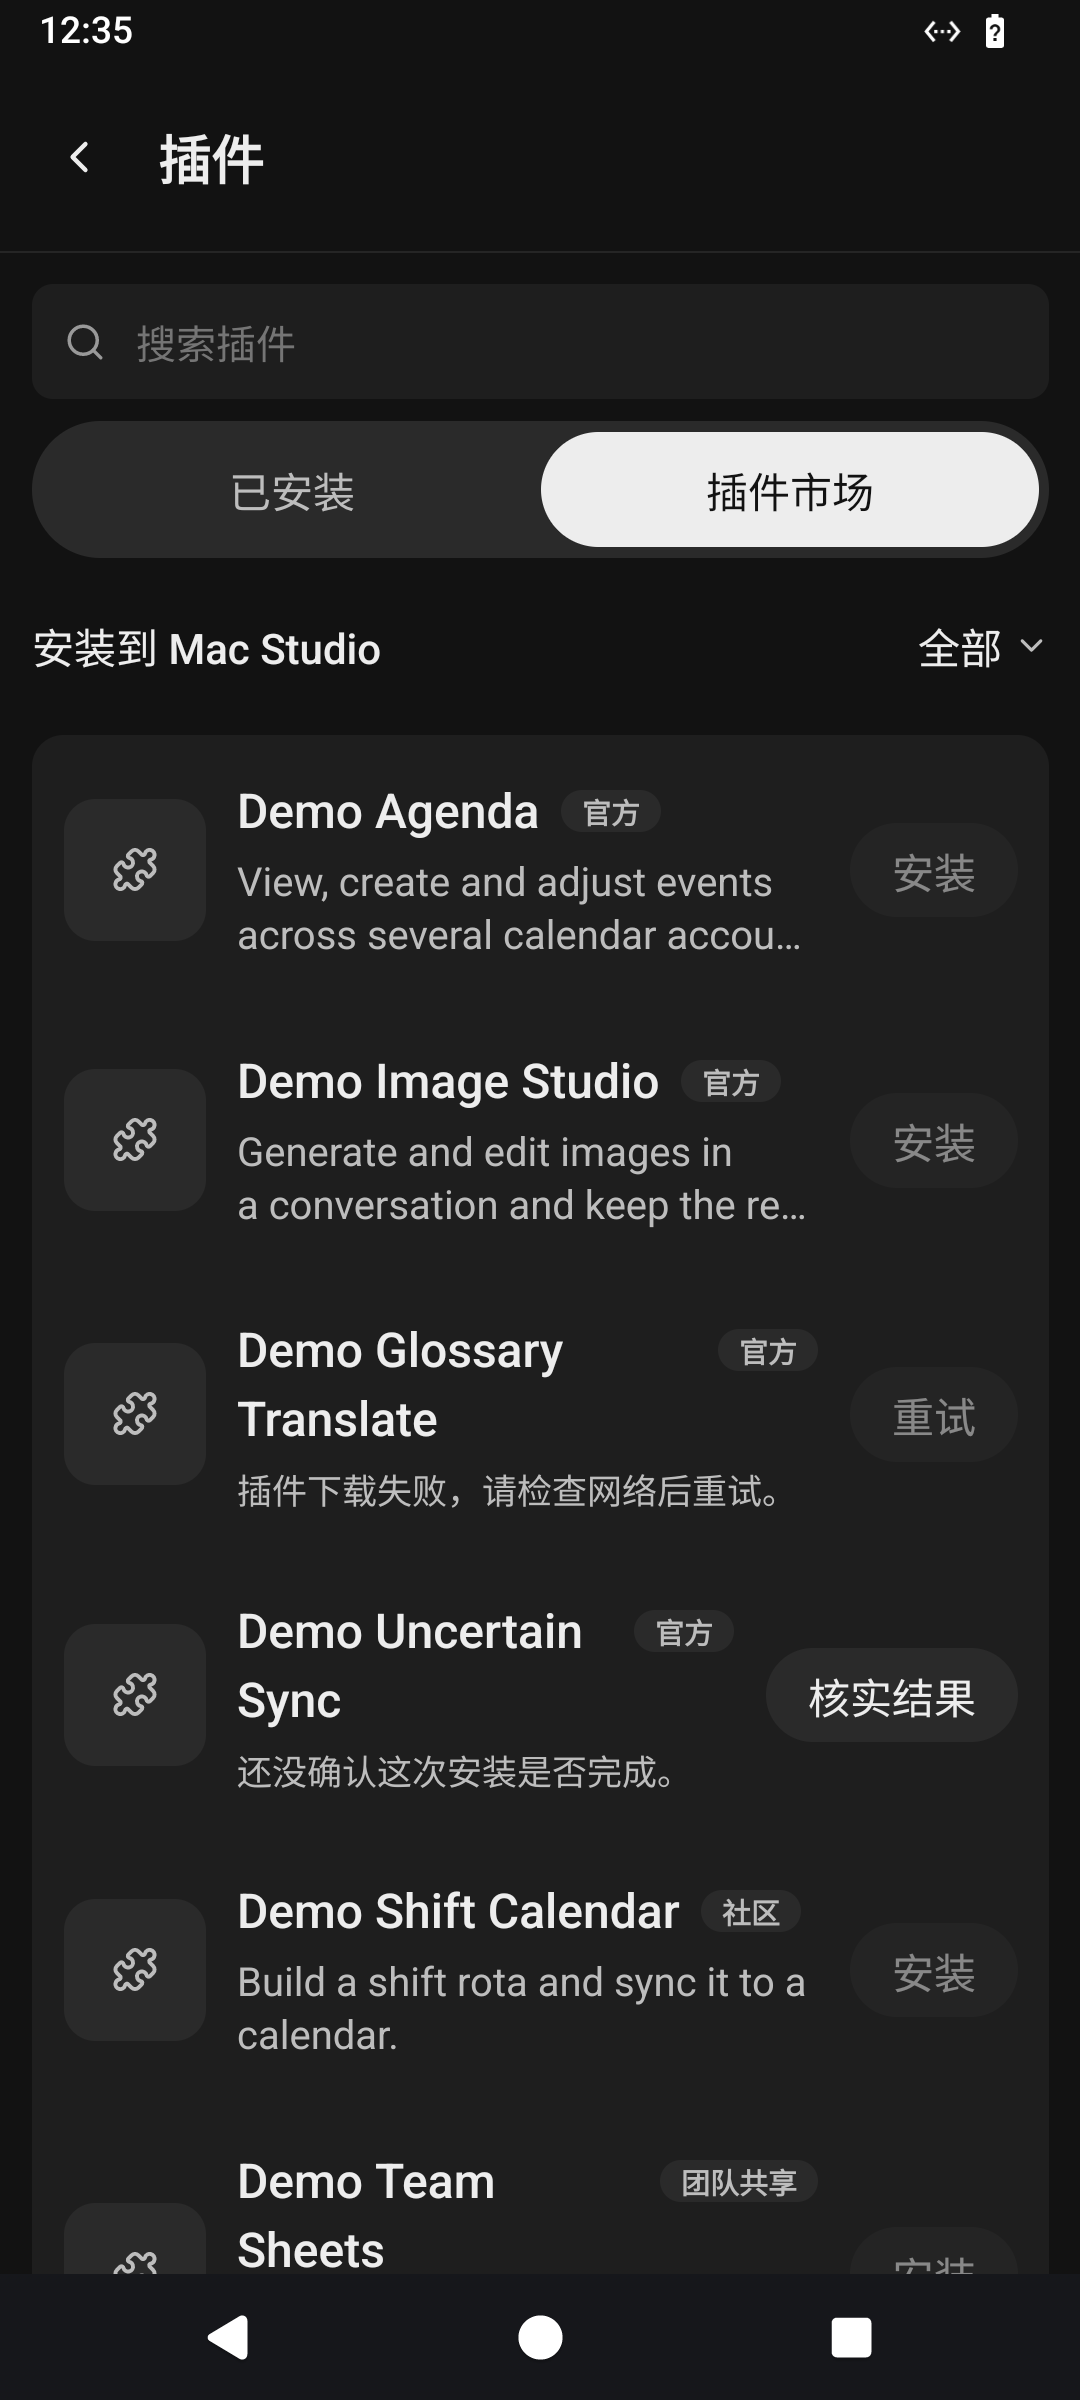 12:35
插件
搜索插件
已安装
插件市场
安装到 Mac Studio
全部
Demo Agenda 官方
View, create and adjust events
across several calendar accou…
安装
Demo Image Studio 官方
Generate and edit images in
a conversation and keep the re…
安装
Demo Glossary 官方
Translate
插件下载失败，请检查网络后重试。
重试
Demo Uncertain 官方
Sync
还没确认这次安装是否完成。
核实结果
Demo Shift Calendar 社区
Build a shift rota and sync it to a
calendar.
安装
Demo Team 团队共享
Sheets
安装